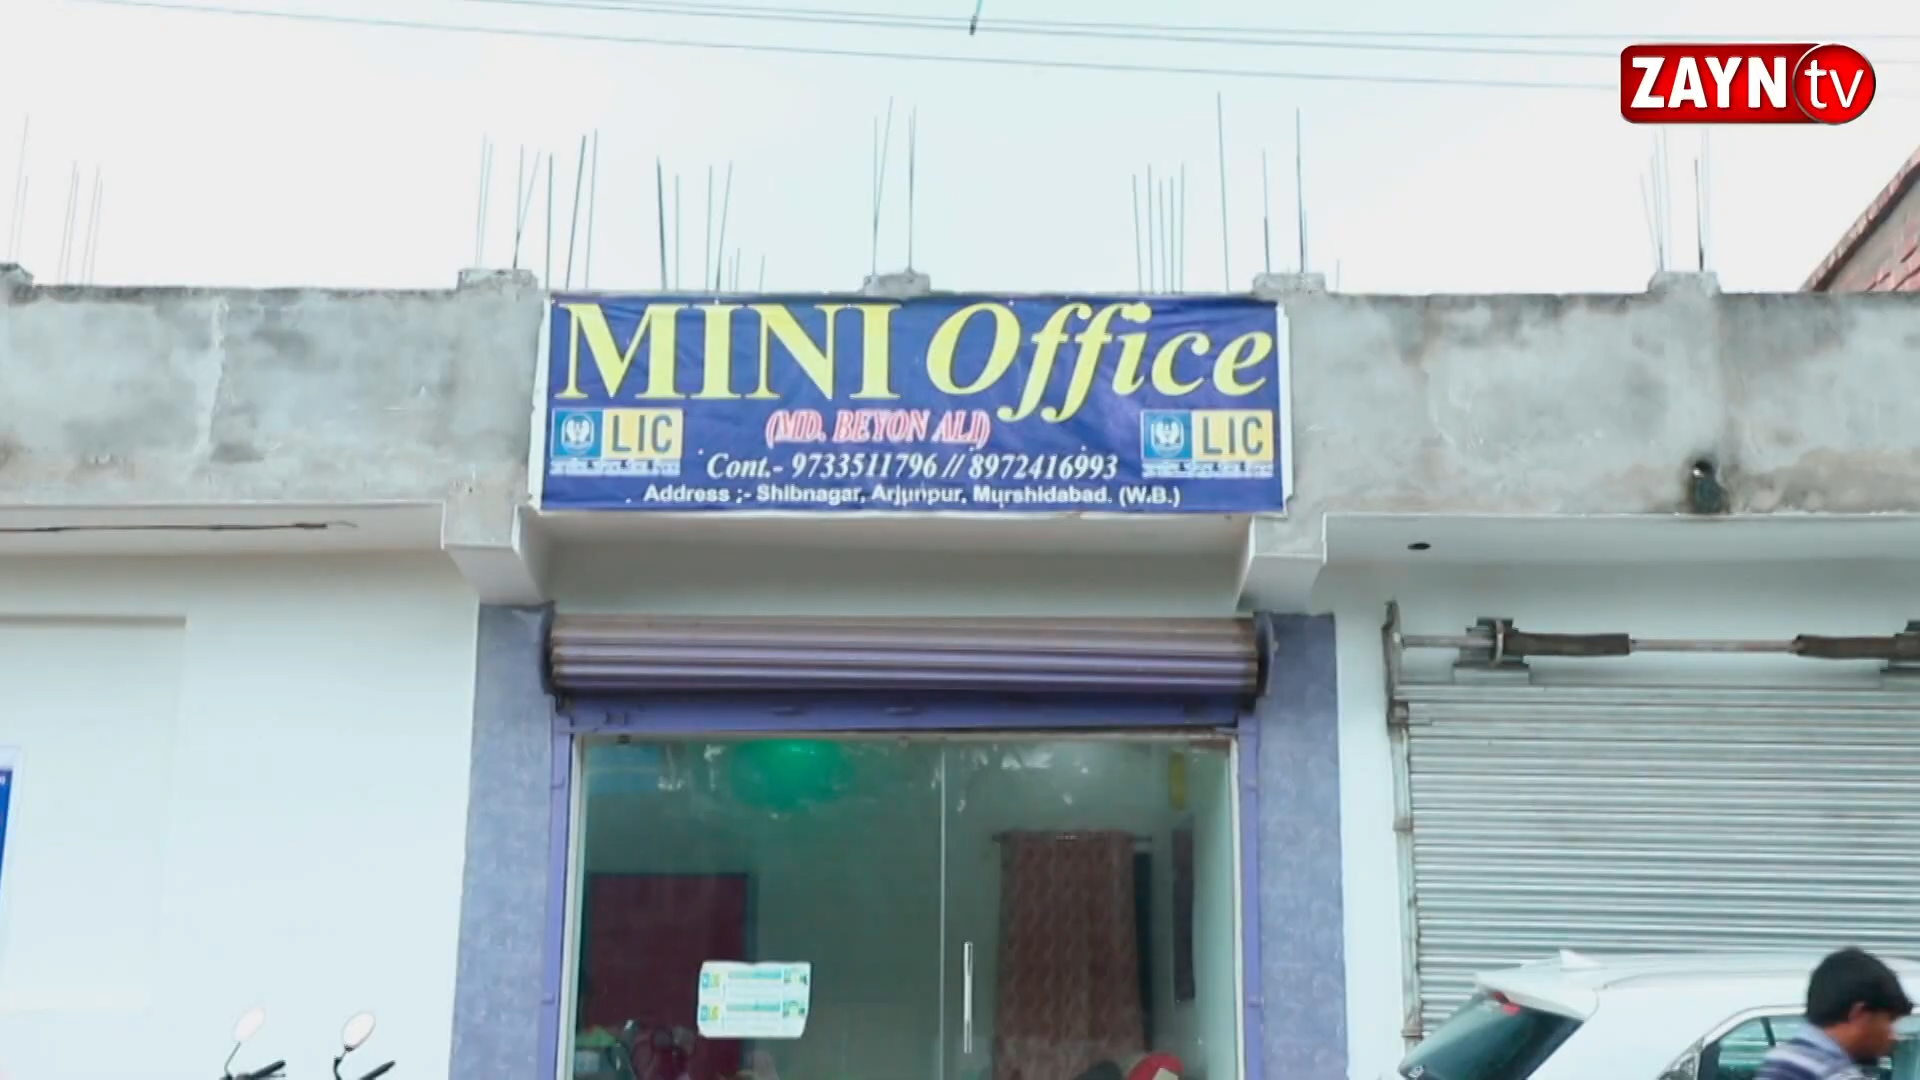 ZAYN tv
MINI Office
LIC
(MD. BEYON ALI)
LIC
Cont.- 9733511796 // 8972416993
Address ;- Shibnagar, Arjunpur, Murshidabad. (W.B.)